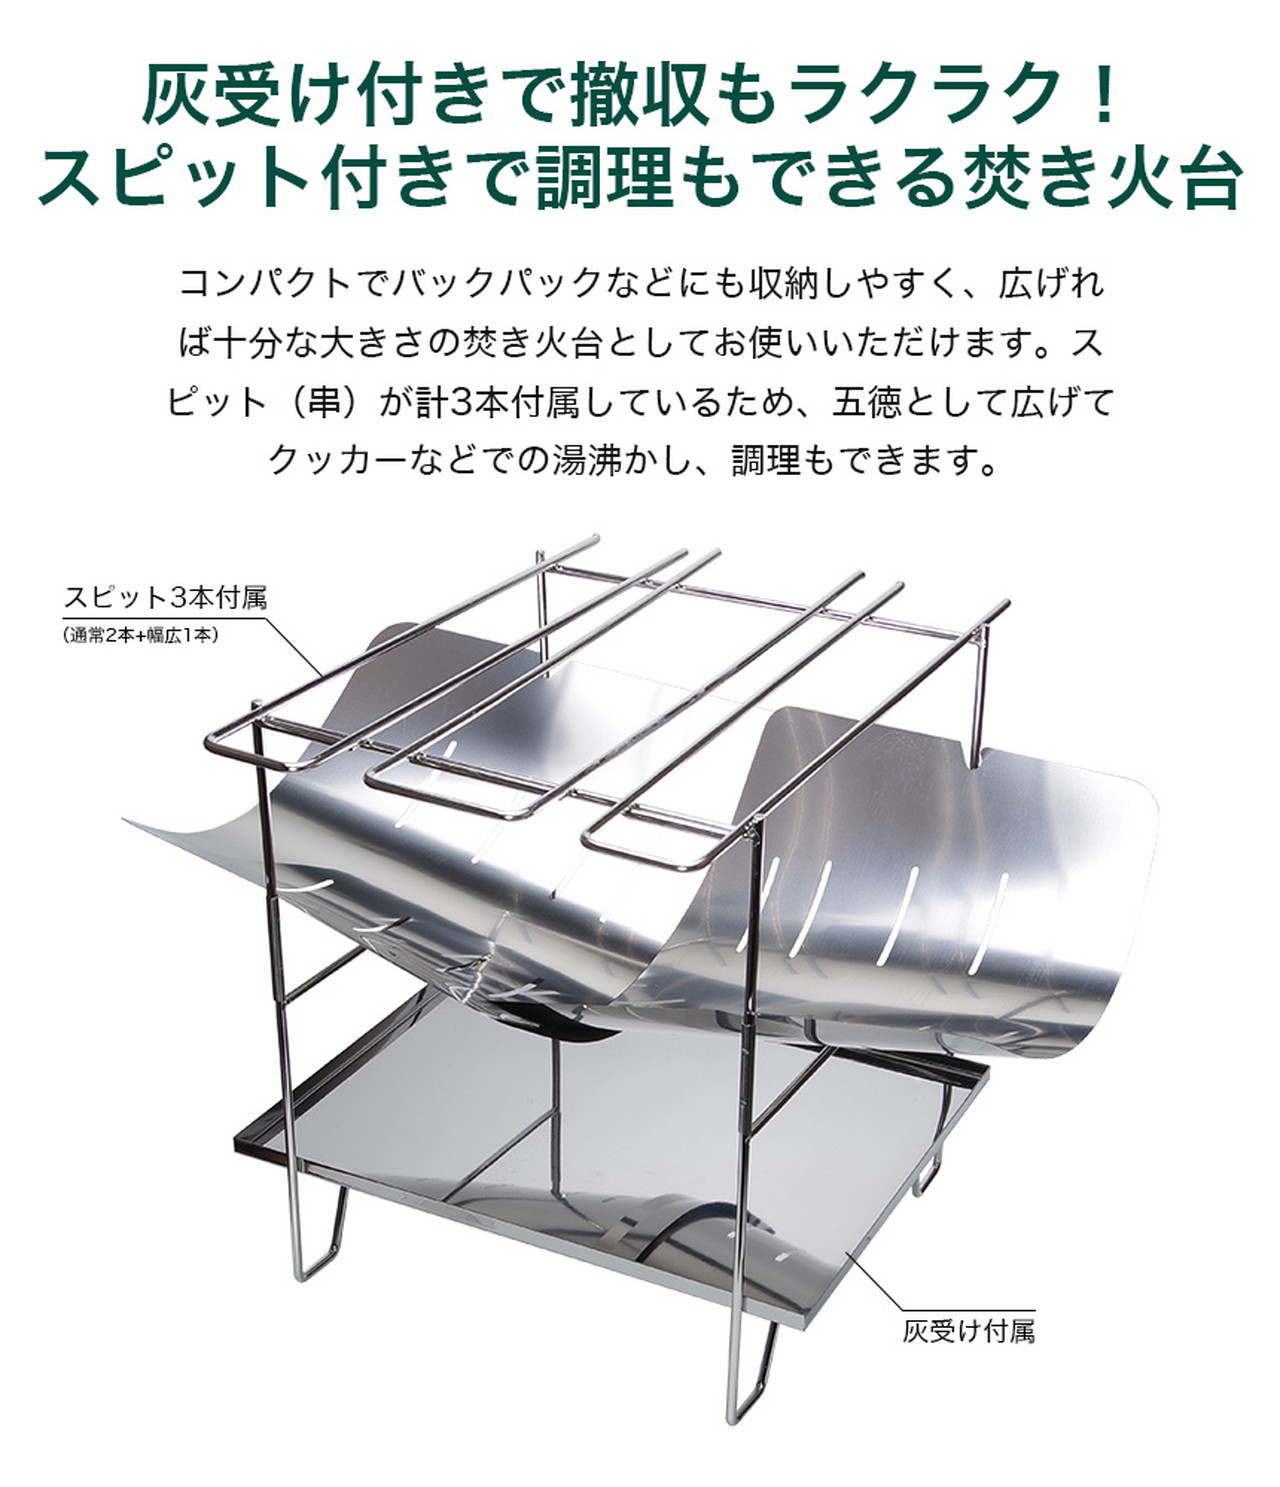 灰受け付きで撤収もラクラク！
スピット付きで調理もできる焚き火台
コンパクトでバックパックなどにも収納しやすく、広げれ
ば十分な大きさの焚き火台としてお使いいただけます。ス
ピット（串）が計3本付属しているため、五徳として広げて
クッカーなどでの湯沸かし、調理もできます。
スピット3本付属
（通常2本+幅広1本）
灰受け付属